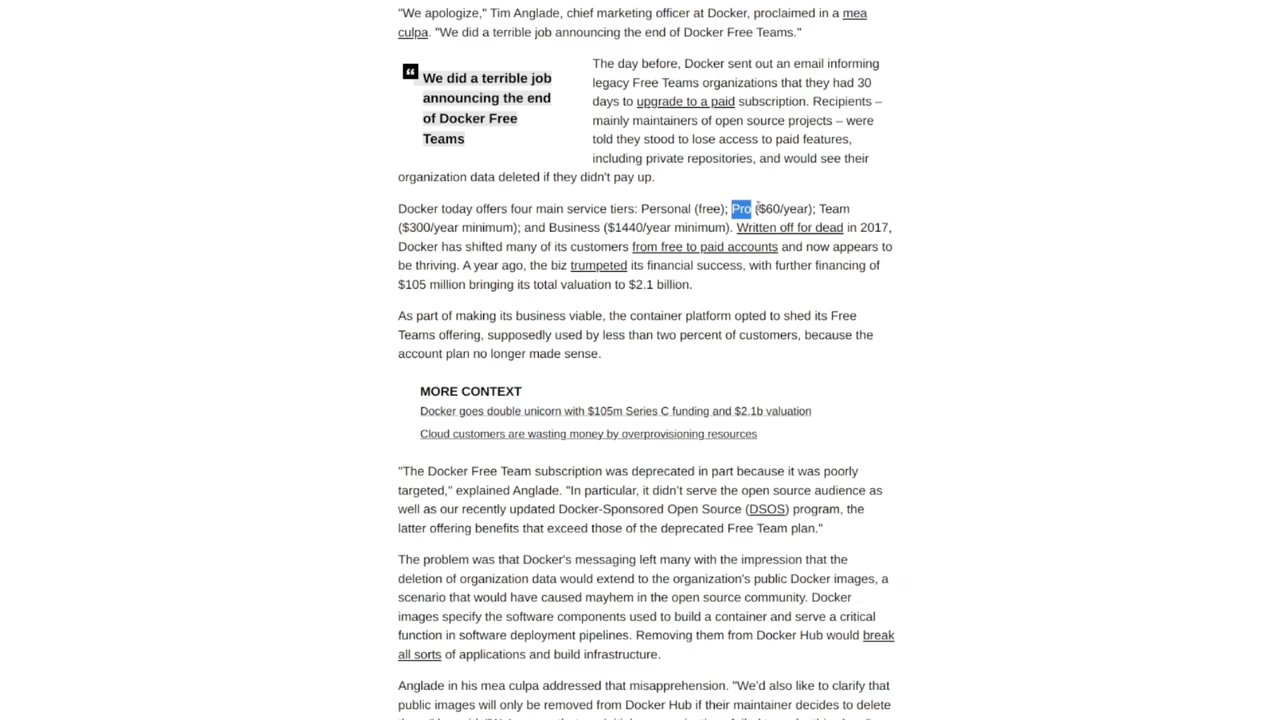 "We apologize," Tim Anglade, chief marketing officer at Docker, proclaimed in a mea
culpa. "We did a terrible job announcing the end of Docker Free Teams."
We did a terrible job
announcing the end
of Docker Free
Teams
The day before, Docker sent out an email informing
legacy Free Teams organizations that they had 30
days to upgrade to a paid subscription. Recipients –
mainly maintainers of open source projects – were
told they stood to lose access to paid features,
including private repositories, and would see their
organization data deleted if they didn't pay up.
Docker today offers four main service tiers: Personal (free); Pro ($60/year); Team
($300/year minimum); and Business ($1440/year minimum). Written off for dead in 2017,
Docker has shifted many of its customers from free to paid accounts and now appears to
be thriving. A year ago, the biz trumpeted its financial success, with further financing of
$105 million bringing its total valuation to $2.1 billion.
As part of making its business viable, the container platform opted to shed its Free
Teams offering, supposedly used by less than two percent of customers, because the
account plan no longer made sense.
MORE CONTEXT
Docker goes double unicorn with $105m Series C funding and $2.1b valuation
Cloud customers are wasting money by overprovisioning resources
"The Docker Free Team subscription was deprecated in part because it was poorly
targeted," explained Anglade. "In particular, it didn’t serve the open source audience as
well as our recently updated Docker-Sponsored Open Source (DSOS) program, the
latter offering benefits that exceed those of the deprecated Free Team plan."
The problem was that Docker's messaging left many with the impression that the
deletion of organization data would extend to the organization's public Docker images, a
scenario that would have caused mayhem in the open source community. Docker
images specify the software components used to build a container and serve a critical
function in software deployment pipelines. Removing them from Docker Hub would break
all sorts of applications and build infrastructure.
Anglade in his mea culpa addressed that misapprehension. "We’d also like to clarify that
public images will only be removed from Docker Hub if their maintainer decides to delete